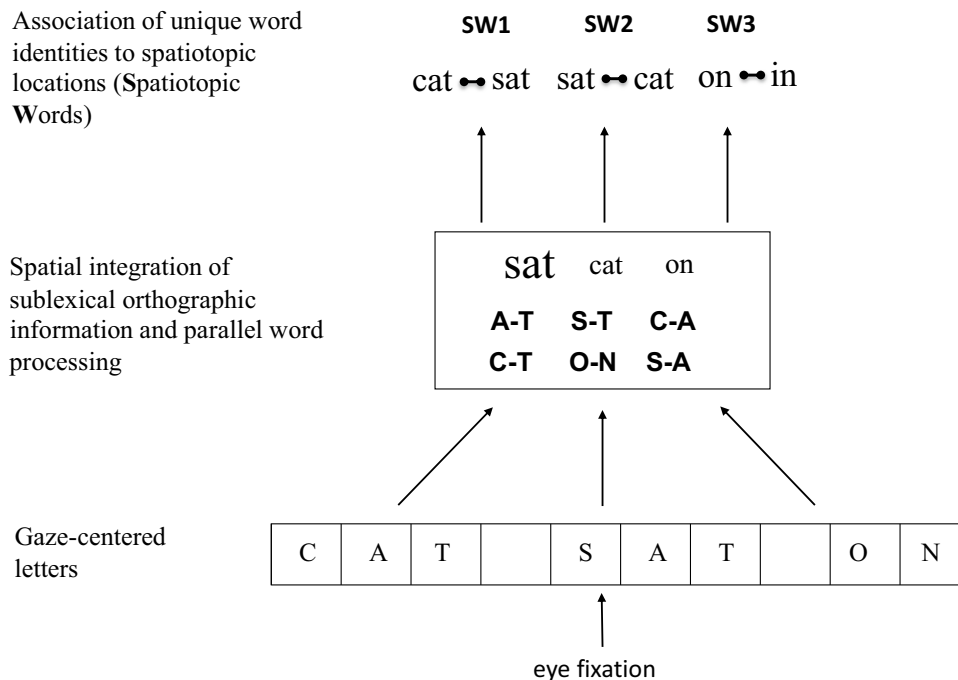 Association of unique word
identities to spatiotopic
locations (Spatiotopic
Words)
SW1 SW2 SW3
cat sat sat cat on in
Spatial integration of
sublexical orthographic
information and parallel word
processing
sat cat on
A-T S-T C-A
C-T O-N S-A
Gaze-centered
letters
C A T S A T O N
eye fixation